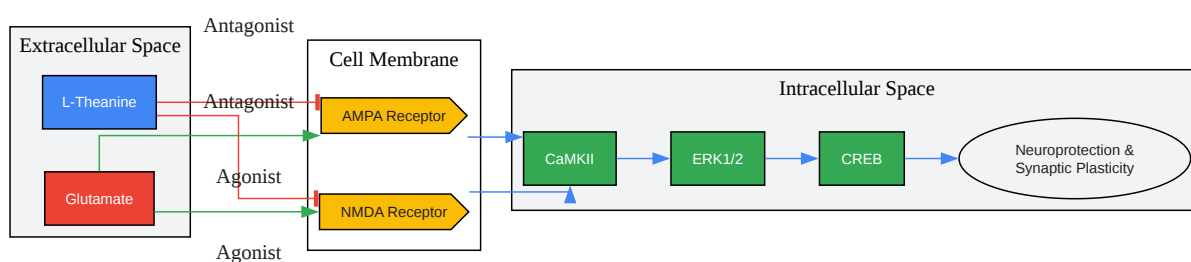 Antagonist
Extracellular Space
Cell Membrane
Intracellular Space
L-Theanine
Antagonist
AMPA Receptor
CaMKII
ERK1/2
CREB
Neuroprotection &
Synaptic Plasticity
Agonist
Glutamate
NMDA Receptor
Agonist